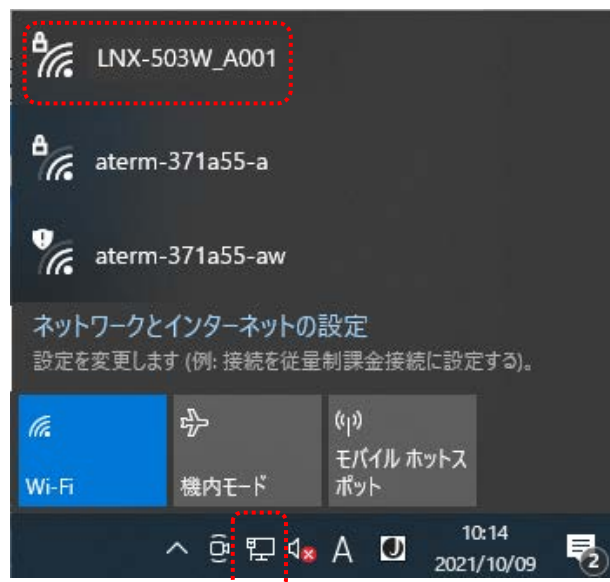 LNX-503W_A001
aterm-371a55-a
aterm-371a55-aw
ネットワークとインターネットの設定
設定を変更します (例: 接続を従量制課金接続に設定する)。
Wi-Fi
機内モード
モバイル ホットス
ポット
A
J
10:14
2021/10/09
2